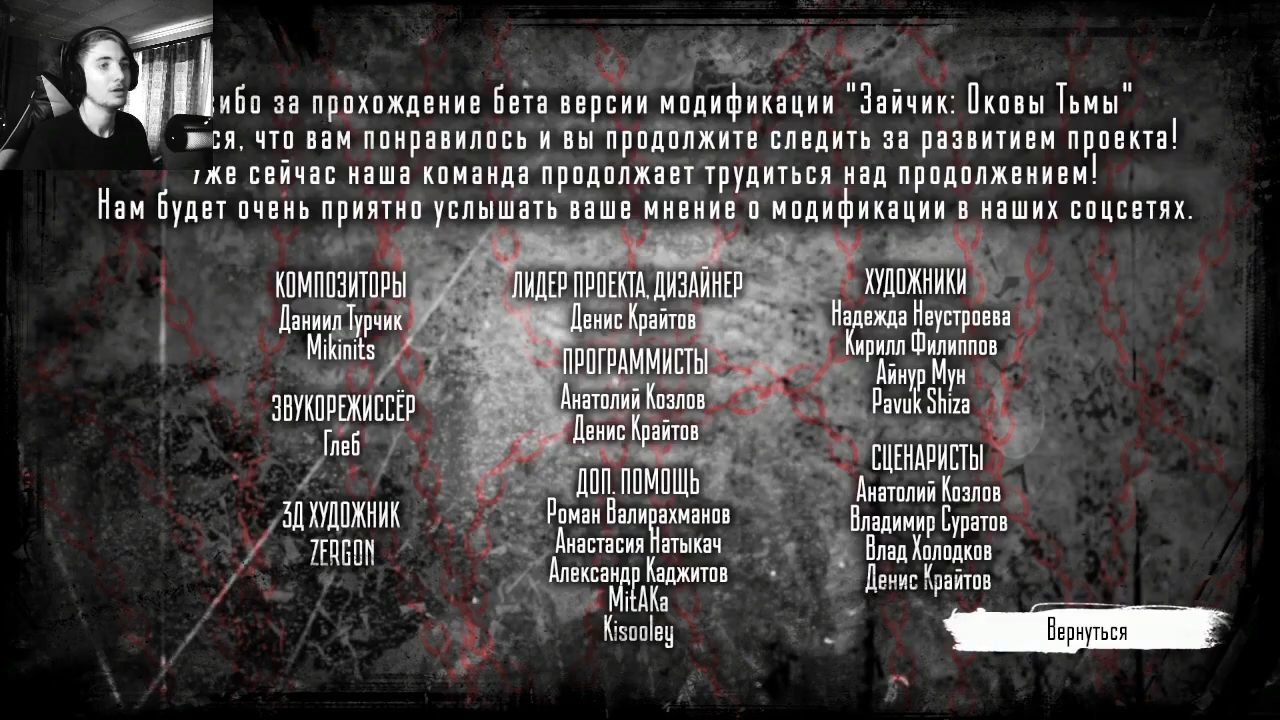 за прохождение бета версии модификации "Зайчик: Оковы Тьмы"
что вам понравилось и вы продолжите следить за развитием проекта!
Уже сейчас наша команда продолжает трудиться над продолжением!
Нам будет очень приятно услышать ваше мнение о модификации в наших соцсетях.
КОМПОЗИТОРЫ
Даниил Турчик
Mikinits
ЗВУКОРЕЖИССЁР
Глеб
3Д ХУДОЖНИК
ZERGON
ЛИДЕР ПРОЕКТА, ДИЗАЙНЕР
Денис Крайтов
ПРОГРАММИСТЫ
Анатолий Козлов
Денис Крайтов
ДОП. ПОМОЩЬ
Роман Валирахманов
Анастасия Натыкач
Александр Каджитов
MitAKa
Kisooley
ХУДОЖНИКИ
Надежда Неустроева
Кирилл Филиппов
Айнур Мун
Pavuk Shiza
СЦЕНАРИСТЫ
Анатолий Козлов
Владимир Суратов
Влад Холодков
Денис Крайтов
Вернуться